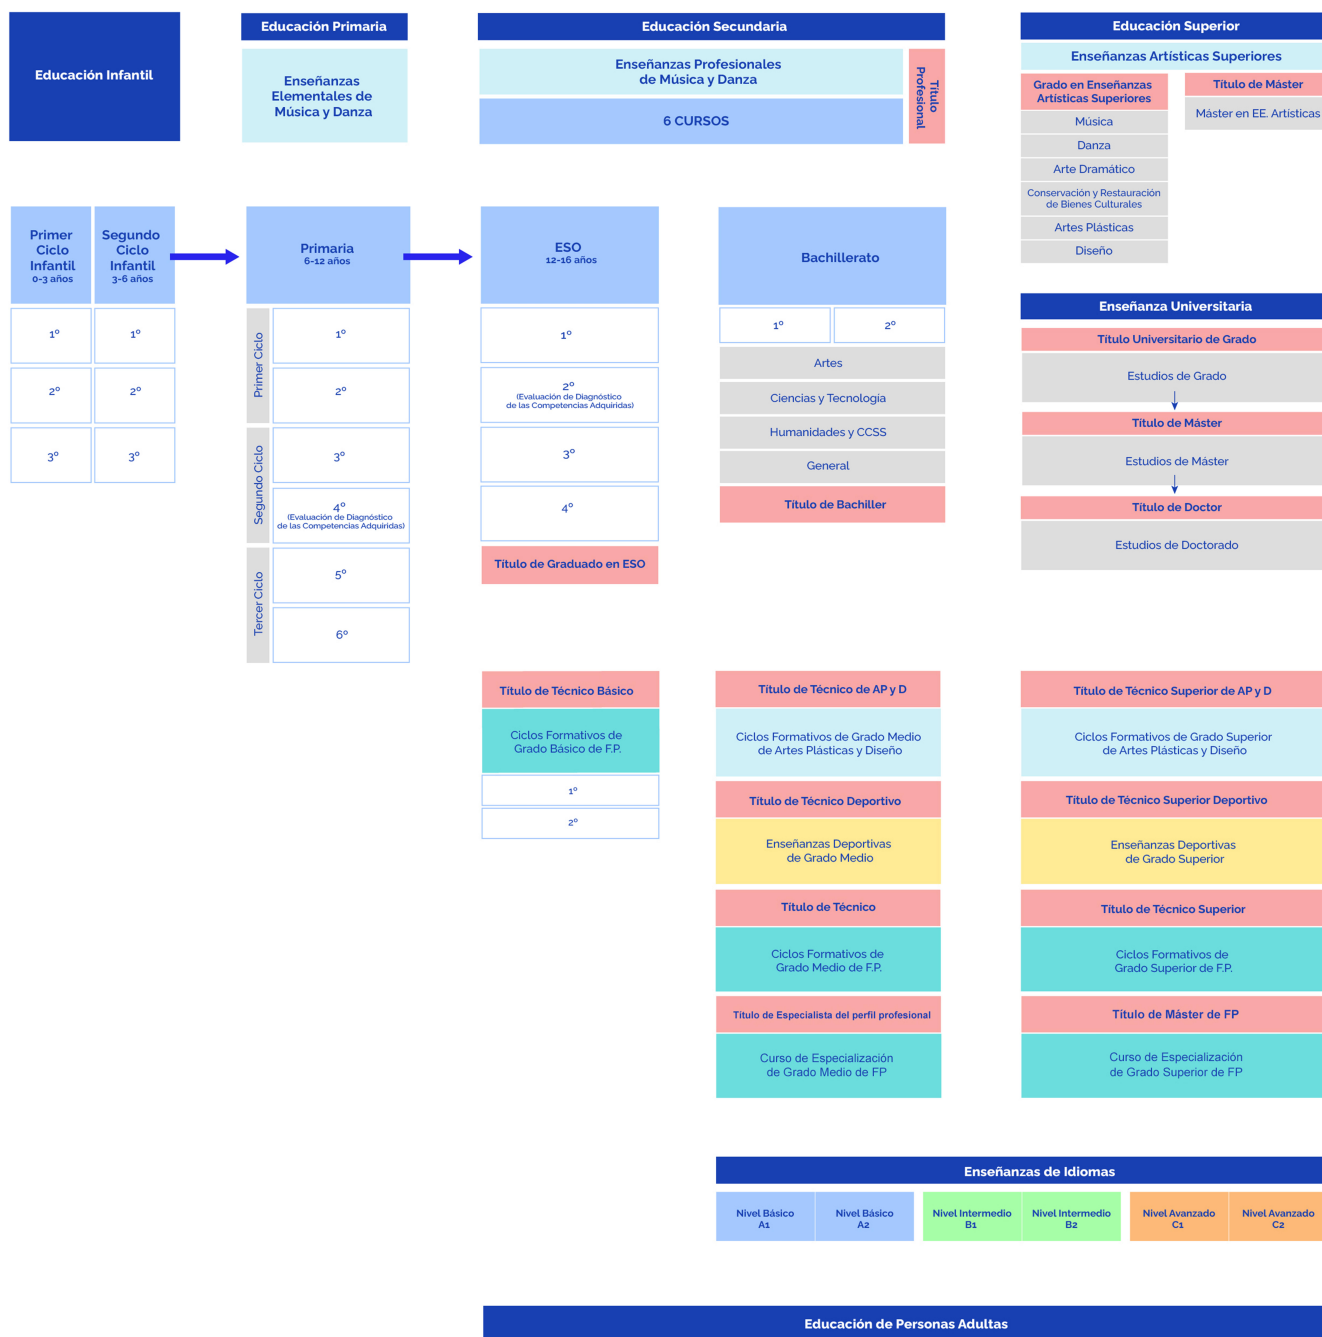 Educación Infantil
Educación Primaria
Enseñanzas
Elementales de
Música y Danza
Educación Secundaria
Enseñanzas Profesionales
de Música y Danza
6 CURSOS
Título
Profesional
Educación Superior
Enseñanzas Artísticas Superiores
Grado en Enseñanzas
Artísticas Superiores
Música
Danza
Arte Dramático
Conservación y Restauración
de Bienes Culturales
Artes Plásticas
Diseño
Título de Máster
Máster en EE. Artísticas
Primer
Ciclo
Infantil
0-3 años
1º
2º
3º
Segundo
Ciclo
Infantil
3-6 años
1º
2º
3º
Primaria
6-12 años
Primer Ciclo
1º
2º
Segundo Ciclo
3º
4º
(Evaluación de Diagnóstico
de las Competencias Adquiridas)
Tercer Ciclo
5º
6º
ESO
12-16 años
1º
2º
(Evaluación de Diagnóstico
de las Competencias Adquiridas)
3º
4º
Título de Graduado en ESO
Bachillerato
1º
2º
Artes
Ciencias y Tecnología
Humanidades y CCSS
General
Título de Bachiller
Enseñanza Universitaria
Título Universitario de Grado
Estudios de Grado
Título de Máster
Estudios de Máster
Título de Doctor
Estudios de Doctorado
Título de Técnico Básico
Ciclos Formativos de
Grado Básico de F.P.
1º
2º
Título de Técnico de AP y D
Ciclos Formativos de Grado Medio
de Artes Plásticas y Diseño
Título de Técnico Deportivo
Enseñanzas Deportivas
de Grado Medio
Título de Técnico
Ciclos Formativos de
Grado Medio de F.P.
Título de Especialista del perfil profesional
Curso de Especialización
de Grado Medio de FP
Título de Técnico Superior de AP y D
Ciclos Formativos de Grado Superior
de Artes Plásticas y Diseño
Título de Técnico Superior Deportivo
Enseñanzas Deportivas
de Grado Superior
Título de Técnico Superior
Ciclos Formativos de
Grado Superior de F.P.
Título de Máster de FP
Curso de Especialización
de Grado Superior de FP
Enseñanzas de Idiomas
Nivel Básico
A1
Nivel Básico
A2
Nivel Intermedio
B1
Nivel Intermedio
B2
Nivel Avanzado
C1
Nivel Avanzado
C2
Educación de Personas Adultas